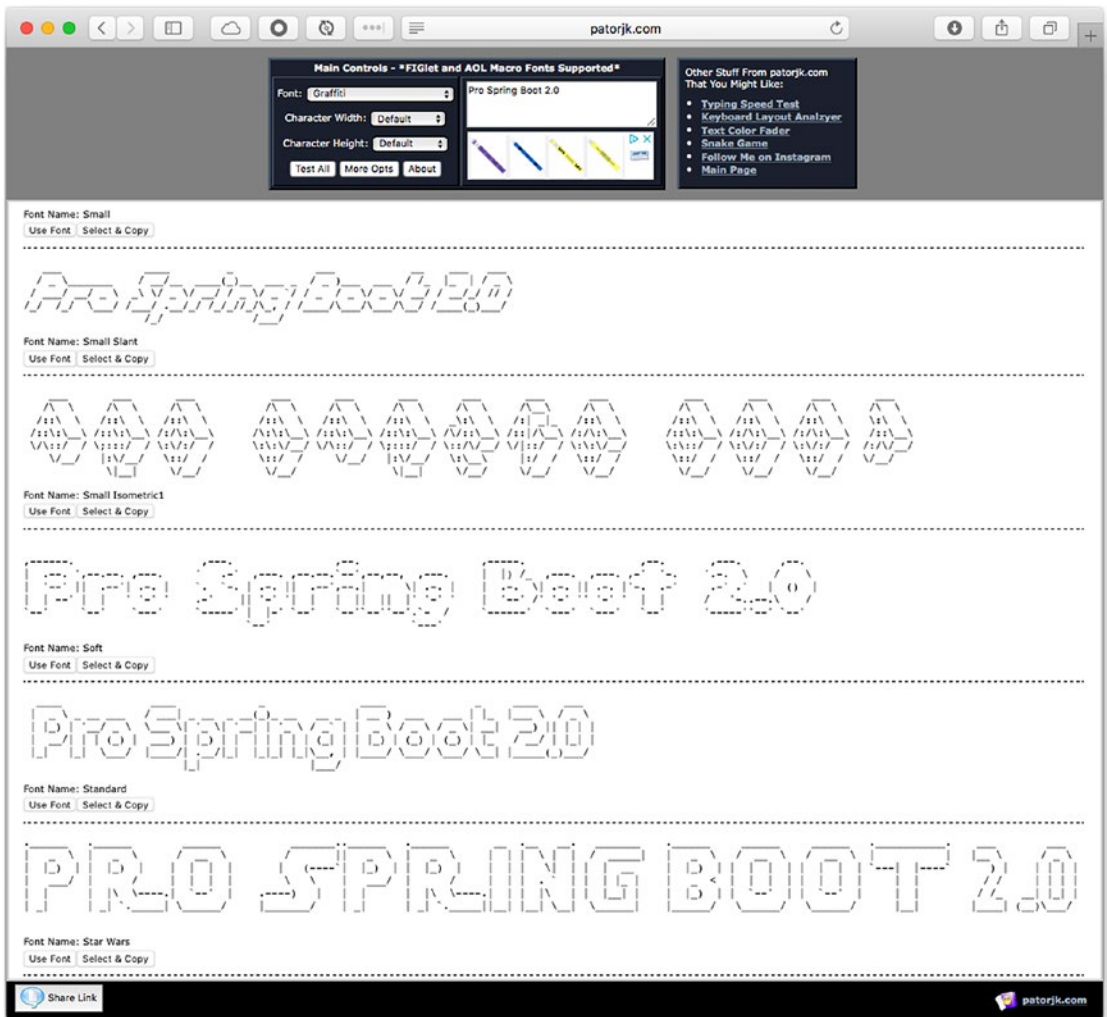 patorjk.com
Main Controls - *FIGlet and AOL Macro Fonts Supported*
Font: Graffiti
Character Width: Default
Character Height: Default
Test All More Opts About
Pro Spring Boot 2.0
Other Stuff From patorjk.com
That You Might Like:
• Typing Speed Test
• Keyboard Layout Analzyer
• Text Color Fader
• Snake Game
• Follow Me on Instagram
• Main Page
Font Name: Small
Use Font Select & Copy
Pro Spring Boot 2.0
Font Name: Small Slant
Use Font Select & Copy
Font Name: Small Isometric1
Use Font Select & Copy
Pro Spring Boot 2.0
Font Name: Soft
Use Font Select & Copy
Pro Spring Boot 2.0
Font Name: Standard
Use Font Select & Copy
PRO SPRING BOOT 2.0
Font Name: Star Wars
Use Font Select & Copy
Share Link
patorjk.com